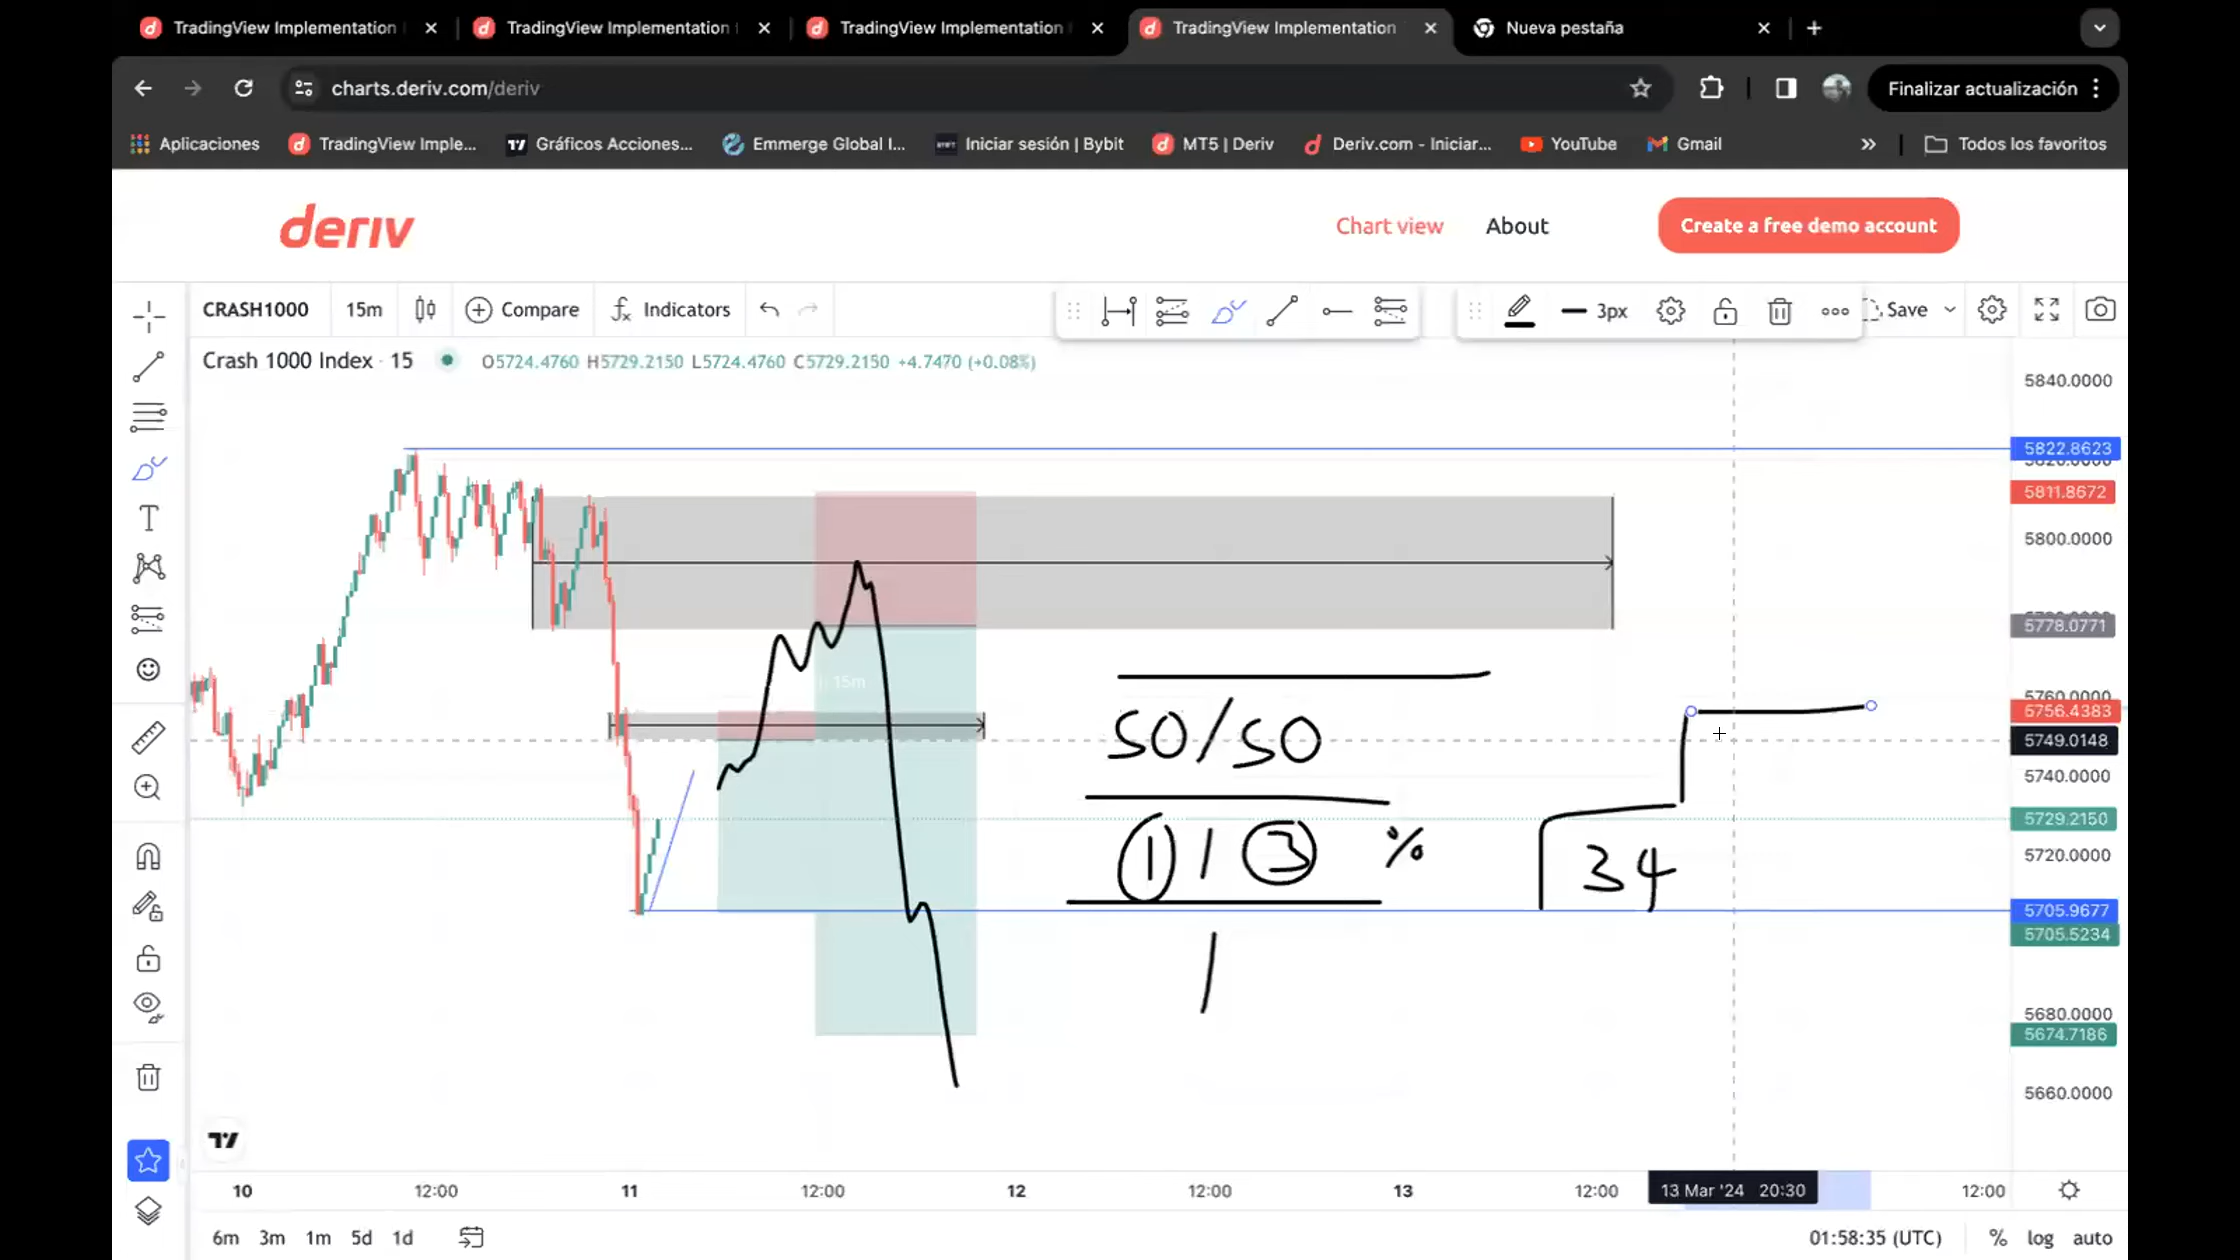 TradingView Implementation
TradingView Implementation
TradingView Implementation
TradingView Implementation
Nueva pestaña
charts.deriv.com/deriv
Finalizar actualización
Aplicaciones
TradingView Imple...
Gráficos Acciones...
Emmerge Global I...
Iniciar sesión | Bybit
MT5 | Deriv
Deriv.com - Iniciar...
YouTube
Gmail
»
Todos los favoritos
deriv
Chart view
About
Create a free demo account
CRASH1000
15m
Compare
Indicators
3px
Save
Crash 1000 Index · 15
O5724.4760 H5729.2150 L5724.4760 C5729.2150 +4.7470 (+0.08%)
5840.0000
5822.8623
5820.0000
5811.8672
5800.0000
5778.0771
15m
5760.0000
5756.4383
50/50
5749.0148
5740.0000
5729.2150
1 / 3 %
34
5720.0000
5705.9677
5705.5234
/
5680.0000
5674.7186
5660.0000
10
12:00
11
12:00
12
12:00
13
12:00
13 Mar '24 20:30
12:00
6m
3m
1m
5d
1d
01:58:35 (UTC)
%
log
auto